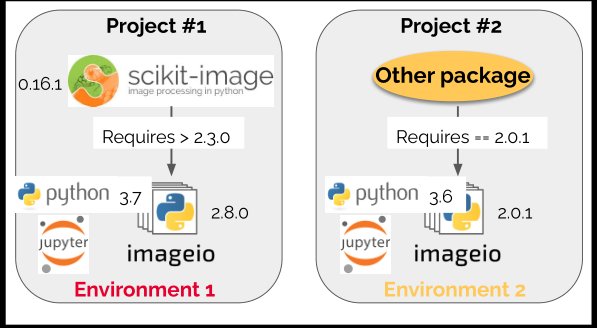 Project #1
0.16.1
scikit-image
image processing in python
Requires > 2.3.0
python
3.7
2.8.0
jupyter
imageio
Environment 1
Project #2
Other package
Requires == 2.0.1
python
3.6
2.0.1
jupyter
imageio
Environment 2